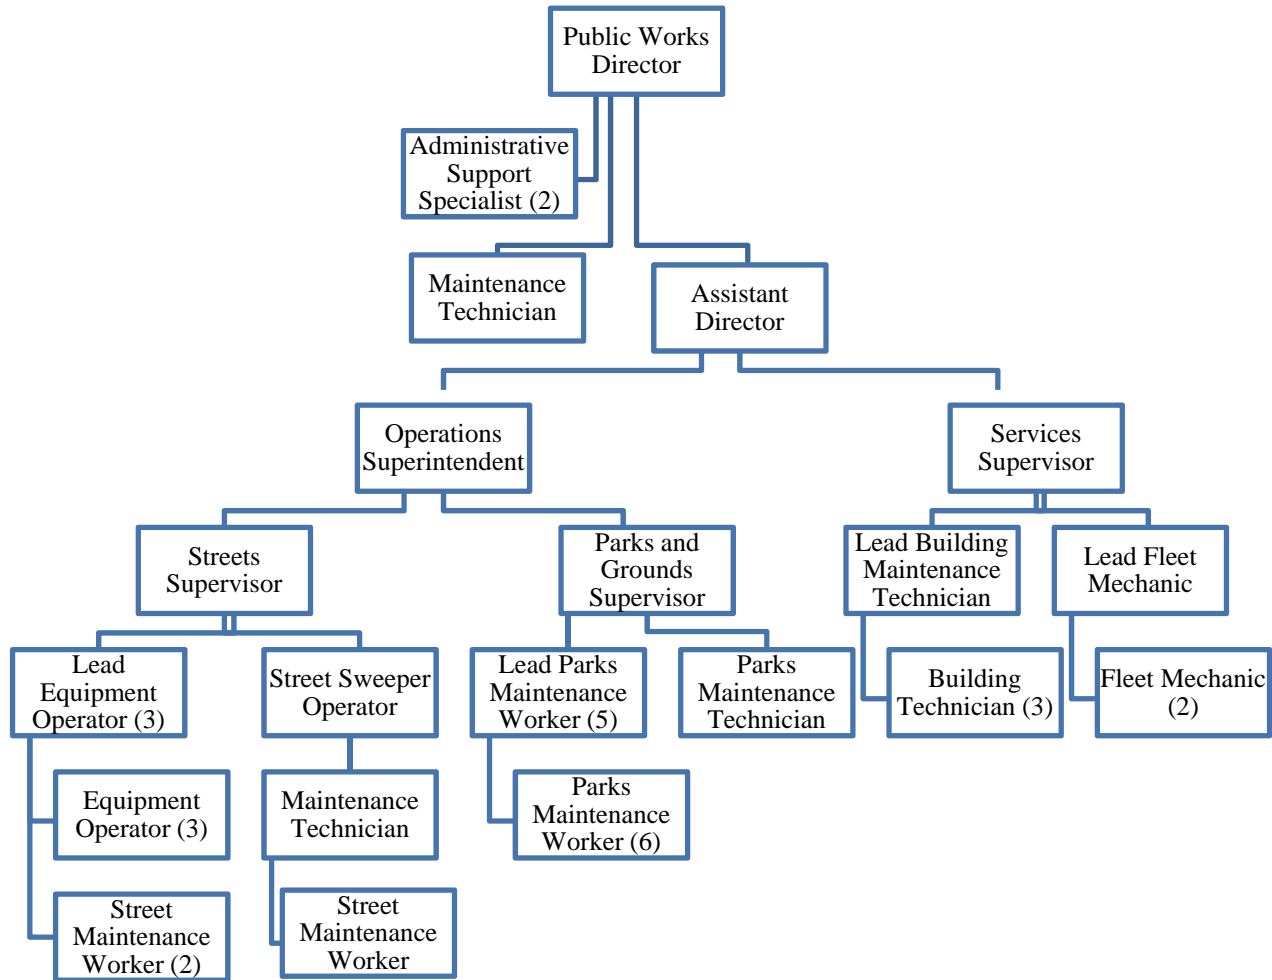 Public Works
Director
Administrative
Support
Specialist (2)
Maintenance
Technician
Assistant
Director
Operations
Superintendent
Services
Supervisor
Streets
Supervisor
Parks and
Grounds
Supervisor
Lead Building
Maintenance
Technician
Lead Fleet
Mechanic
Lead
Equipment
Operator (3)
Street Sweeper
Operator
Lead Parks
Maintenance
Worker (5)
Parks
Maintenance
Technician
Building
Technician (3)
Fleet Mechanic
(2)
Equipment
Operator (3)
Maintenance
Technician
Parks
Maintenance
Worker (6)
Street
Maintenance
Worker (2)
Street
Maintenance
Worker